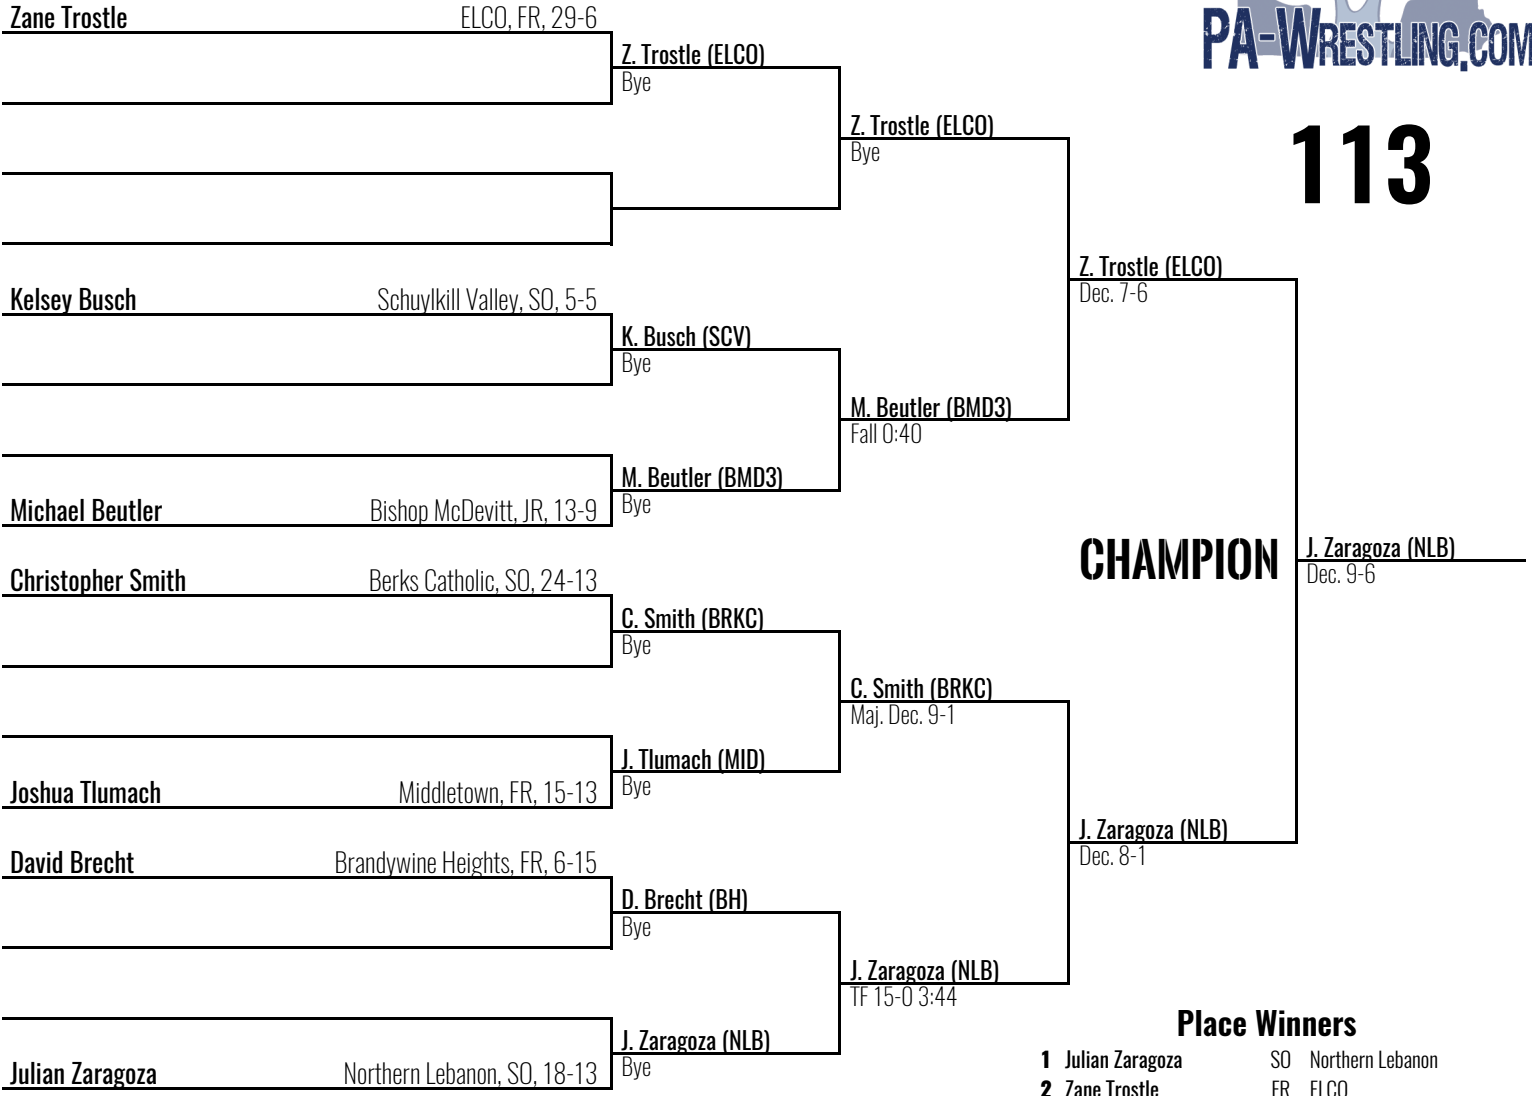 Zane Trostle ELCO, FR, 29-6
Z. Trostle (ELCO)
Bye
Z. Trostle (ELCO)
Bye
PA-WRESTLING.COM
113
Kelsey Busch Schuylkill Valley, SO, 5-5
K. Busch (SCV)
Bye
Z. Trostle (ELCO)
Dec. 7-6
M. Beutler (BMD3)
Fall 0:40
M. Beutler (BMD3)
Bye
Michael Beutler Bishop McDevitt, JR, 13-9
CHAMPION
J. Zaragoza (NLB)
Dec. 9-6
Christopher Smith Berks Catholic, SO, 24-13
C. Smith (BRKC)
Bye
C. Smith (BRKC)
Maj. Dec. 9-1
J. Tlumach (MID)
Bye
Joshua Tlumach Middletown, FR, 15-13
J. Zaragoza (NLB)
Dec. 8-1
David Brecht Brandywine Heights, FR, 6-15
D. Brecht (BH)
Bye
J. Zaragoza (NLB)
TF 15-0 3:44
J. Zaragoza (NLB)
Bye
Julian Zaragoza Northern Lebanon, SO, 18-13
Place Winners
1 Julian Zaragoza SO Northern Lebanon
2 Zane Trostle FR ELCO